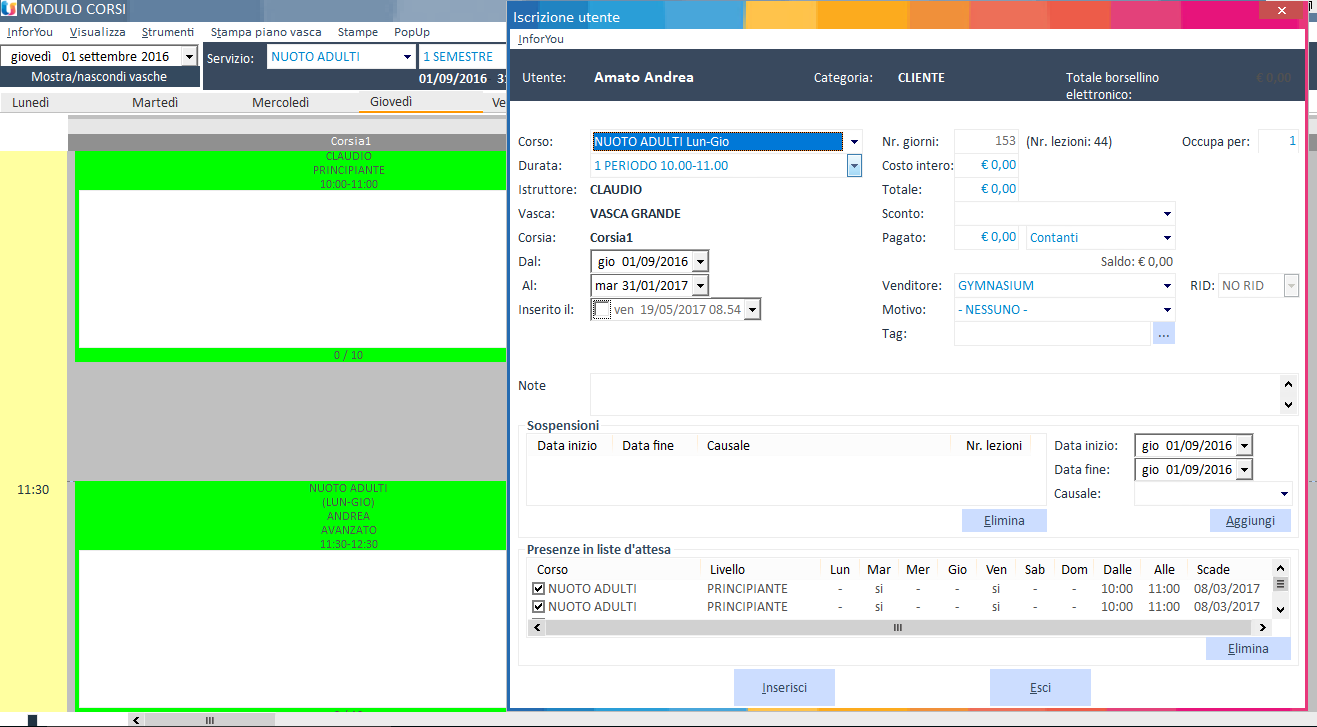 MODULO CORSI
InforYou Visualizza Strumenti Stampa piano vasca Stampe PopUp
giovedì 01 settembre 2016
Servizio: NUOTO ADULTI 1 SEMESTRE
Mostra/nascondi vasche
01/09/2016
Lunedì Martedì Mercoledì Giovedì Ve
Corsia1
CLAUDIO
PRINCIPIANTE
10:00-11:00
0 / 10
11:30
NUOTO ADULTI
(LUN-GIO)
ANDREA
AVANZATO
11:30-12:30
Iscrizione utente
InforYou
Utente: Amato Andrea Categoria: CLIENTE Totale borsellino elettronico: € 0,00
Corso: NUOTO ADULTI Lun-Gio Nr. giorni: 153 (Nr. lezioni: 44) Occupa per: 1
Durata: 1 PERIODO 10.00-11.00 Costo intero: € 0,00
Istruttore: CLAUDIO Totale: € 0,00
Vasca: VASCA GRANDE Sconto:
Corsia: Corsia1 Pagato: € 0,00 Contanti
Dal: gio 01/09/2016 Saldo: € 0,00
Al: mar 31/01/2017 Venditore: GYMNASIUM RID: NO RID
Inserito il: ven 19/05/2017 08.54 Motivo: - NESSUNO -
Tag: ...
Note
Sospensioni
Data inizio Data fine Causale Nr. lezioni Data inizio: gio 01/09/2016
Data fine: gio 01/09/2016
Causale:
Elimina Aggiungi
Presenze in liste d'attesa
Corso Livello Lun Mar Mer Gio Ven Sab Dom Dalle Alle Scade
NUOTO ADULTI PRINCIPIANTE - si - - si - - 10:00 11:00 08/03/2017
NUOTO ADULTI PRINCIPIANTE - si - - si - - 10:00 11:00 08/03/2017
Elimina
Inserisci Esci